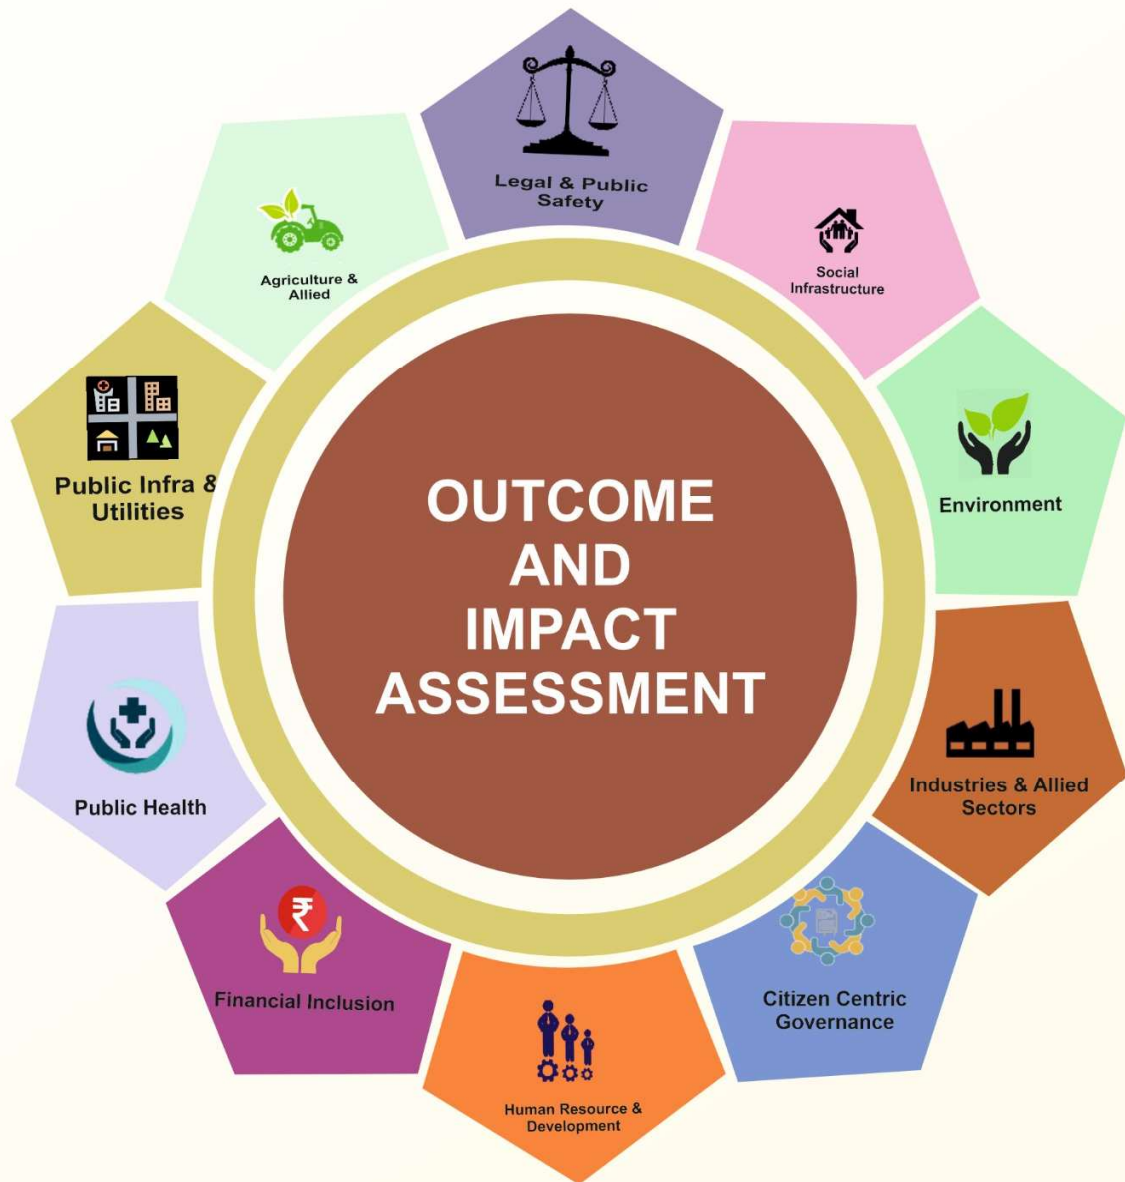 Legal & Public
Safety
Social
Infrastructure
Environment
Industries & Allied
Sectors
Citizen Centric
Governance
Human Resource &
Development
Financial Inclusion
Public Health
Public Infra &
Utilities
Agriculture &
Allied
OUTCOME
AND
IMPACT
ASSESSMENT